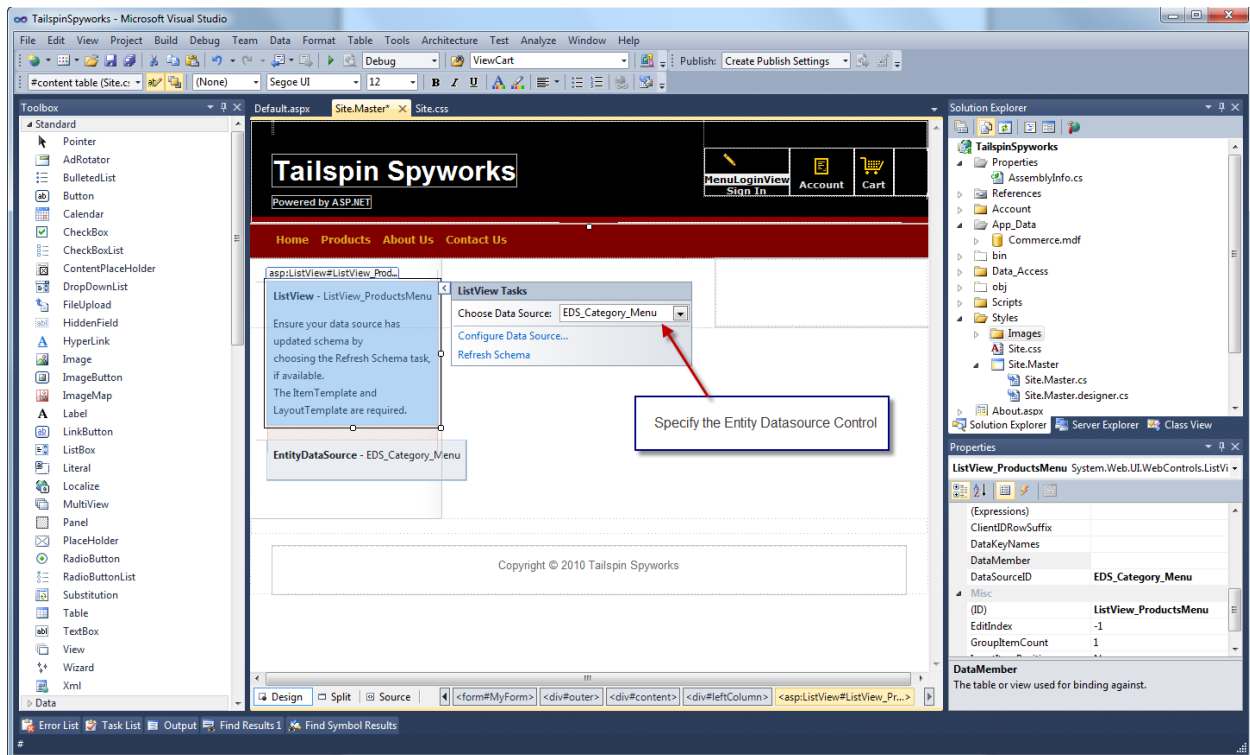 TailspinSpyworks - Microsoft Visual Studio
File Edit View Project Build Debug Team Data Format Table Tools Architecture Test Analyze Window Help
Debug ViewCart Publish: Create Publish Settings
#content table (Site.c: (None) Segoe UI 12 B I U
Toolbox
Standard
Pointer
AdRotator
BulletedList
Button
Calendar
CheckBox
CheckBoxList
ContentPlaceHolder
DropDownList
FileUpload
HiddenField
HyperLink
Image
ImageButton
ImageMap
Label
LinkButton
ListBox
Literal
Localize
MultiView
Panel
PlaceHolder
RadioButton
RadioButtonList
Substitution
Table
TextBox
View
Wizard
Xml
Data
Default.aspx Site.Master* Site.css
Tailspin Spyworks
Powered by ASP.NET
MenuLoginView
Sign In
Account
Cart
Home Products About Us Contact Us
asp:ListView#ListView_Prod...
ListView - ListView_ProductsMenu
Ensure your data source has
updated schema by
choosing the Refresh Schema task,
if available.
The ItemTemplate and
LayoutTemplate are required.
ListView Tasks
Choose Data Source: EDS_Category_Menu
Configure Data Source...
Refresh Schema
Specify the Entity Datasource Control
EntityDataSource - EDS_Category_Menu
Copyright © 2010 Tailspin Spyworks
Design Split Source <form#MyForm> <div#outer> <div#content> <div#leftColumn> <asp:ListView#ListView_Pr...>
Solution Explorer
TailspinSpyworks
Properties
AssemblyInfo.cs
References
Account
App_Data
Commerce.mdf
bin
Data_Access
obj
Scripts
Styles
Images
Site.css
Site.Master
Site.Master.cs
Site.Master.designer.cs
About.aspx
Solution Explorer Server Explorer Class View
Properties
ListView_ProductsMenu System.Web.UI.WebControls.ListVi
(Expressions)
ClientIDRowSuffix
DataKeyNames
DataMember
DataSourceID EDS_Category_Menu
Misc
(ID) ListView_ProductsMenu
EditIndex -1
GroupItemCount 1
DataMember
The table or view used for binding against.
Error List Task List Output Find Results 1 Find Symbol Results
#